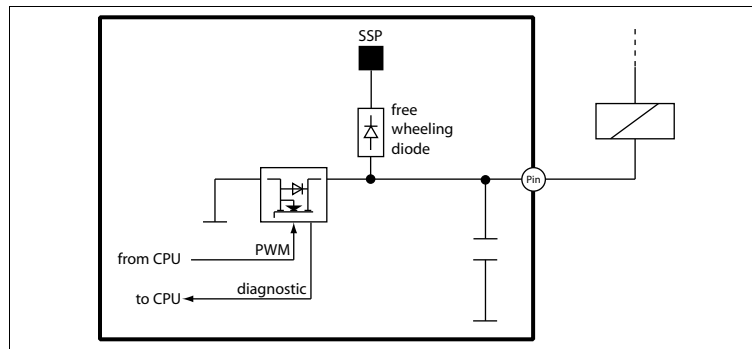 SSP
free
wheeling
diode
Pin
PWM
from CPU
diagnostic
to CPU